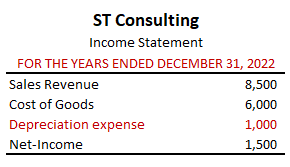 ST Consulting
Income Statement
FOR THE YEARS ENDED DECEMBER 31, 2022
Sales Revenue 8,500
Cost of Goods 6,000
Depreciation expense 1,000
Net-Income 1,500